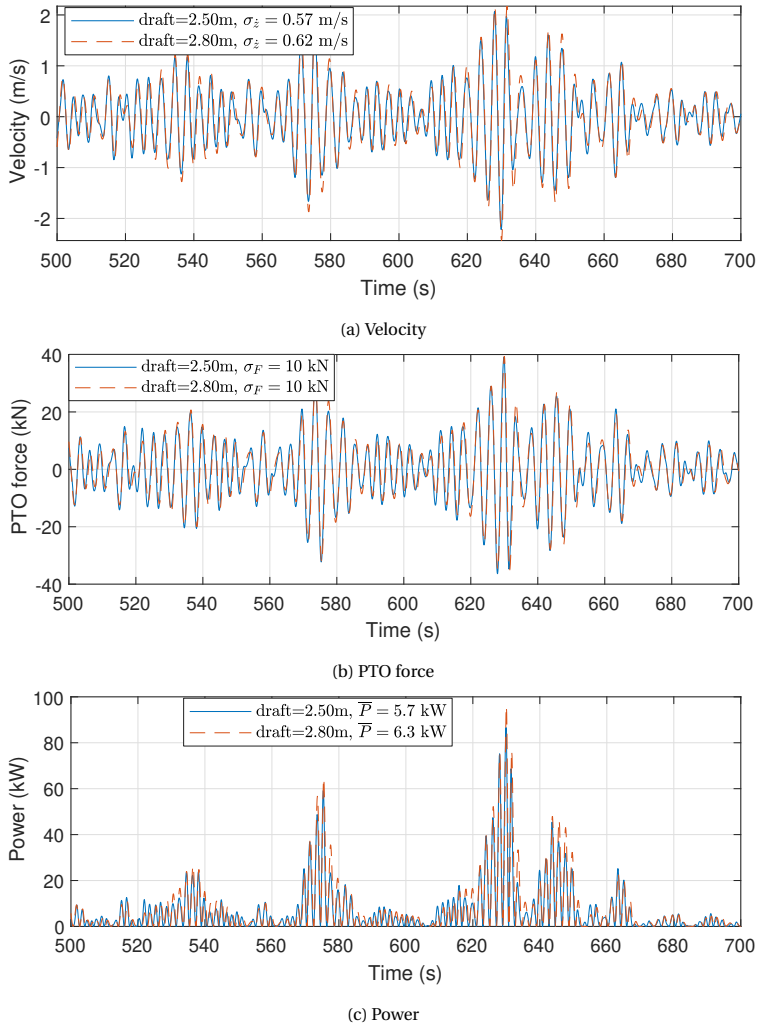 draft=2.50m, σ_ż = 0.57 m/s
draft=2.80m, σ_ż = 0.62 m/s
Velocity (m/s)
2
1
0
-1
-2
500 520 540 560 580 600 620 640 660 680 700
Time (s)
(a) Velocity
draft=2.50m, σ_F = 10 kN
draft=2.80m, σ_F = 10 kN
PTO force (kN)
40
20
0
-20
-40
500 520 540 560 580 600 620 640 660 680 700
Time (s)
(b) PTO force
draft=2.50m, P̅ = 5.7 kW
draft=2.80m, P̅ = 6.3 kW
Power (kW)
100
80
60
40
20
0
500 520 540 560 580 600 620 640 660 680 700
Time (s)
(c) Power